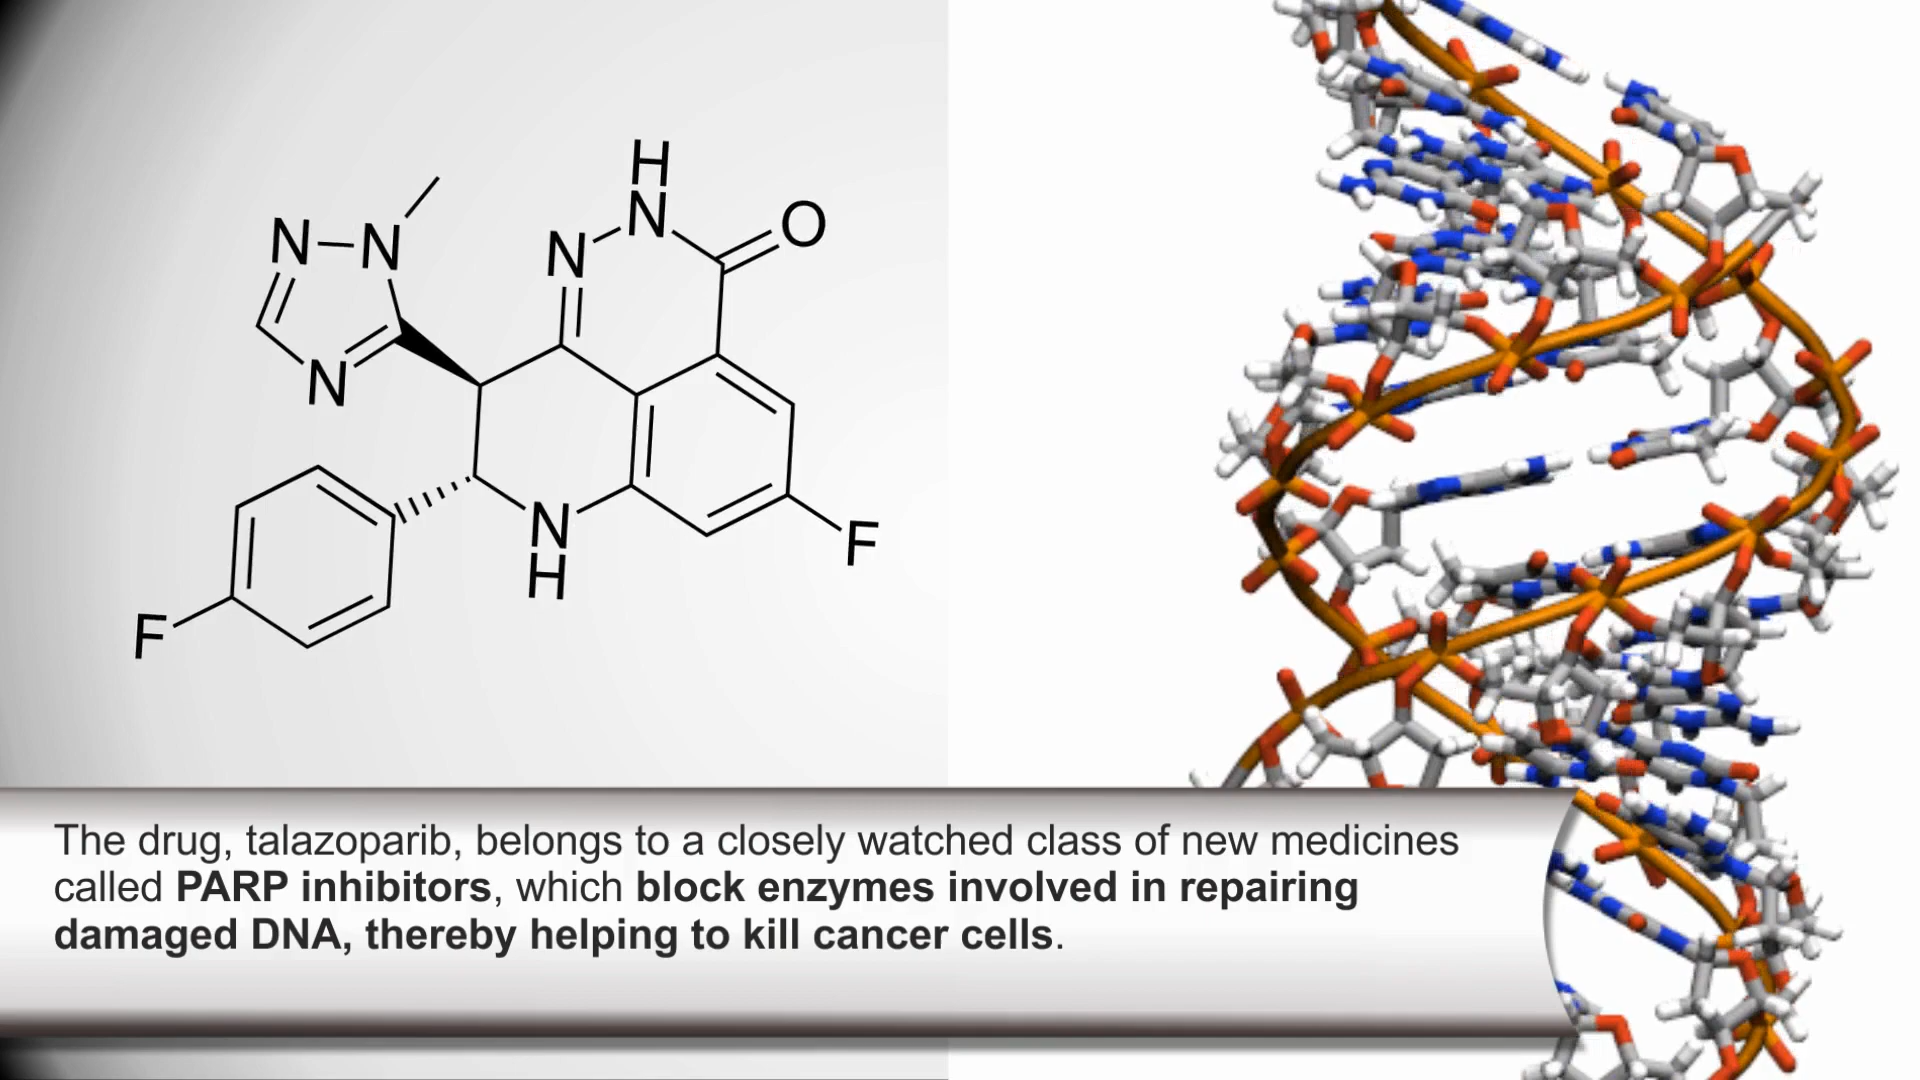 H
N
O
N
N
N
N
N
H
F
F
The drug, talazoparib, belongs to a closely watched class of new medicines
called PARP inhibitors, which block enzymes involved in repairing
damaged DNA, thereby helping to kill cancer cells.